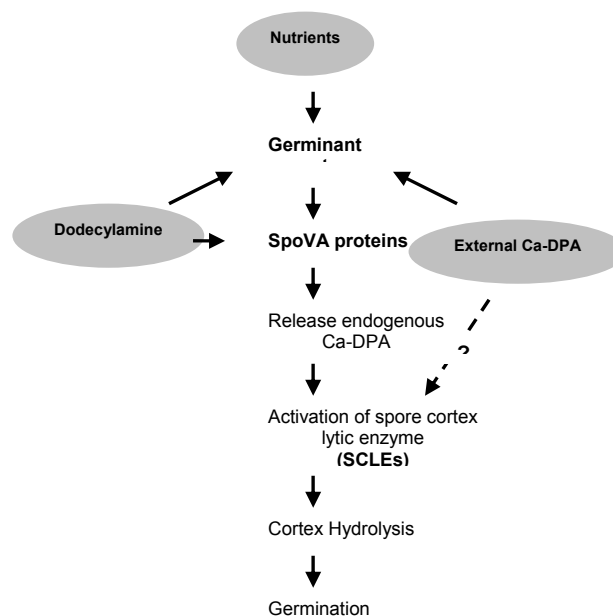 Nutrients
Germinant
Dodecylamine
SpoVA proteins
External Ca-DPA
Release endogenous
Ca-DPA
?
Activation of spore cortex
lytic enzyme
(SCLEs)
Cortex Hydrolysis
Germination